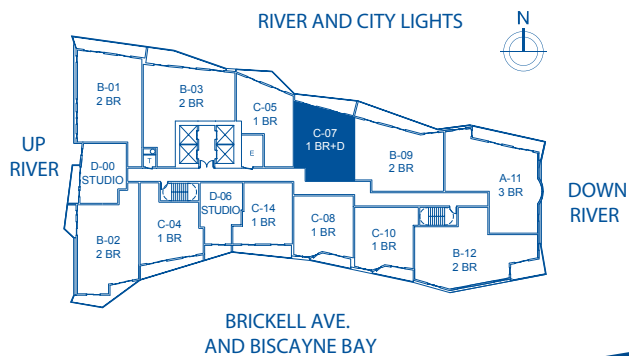 RIVER AND CITY LIGHTS
N
B-01
2 BR
B-03
2 BR
C-05
1 BR
C-07
1 BR+D
B-09
2 BR
A-11
3 BR
UP
RIVER
T
E
D-00
STUDIO
D-06
STUDIO
DOWN
RIVER
B-02
2 BR
C-04
1 BR
C-14
1 BR
C-08
1 BR
C-10
1 BR
B-12
2 BR
BRICKELL AVE.
AND BISCAYNE BAY